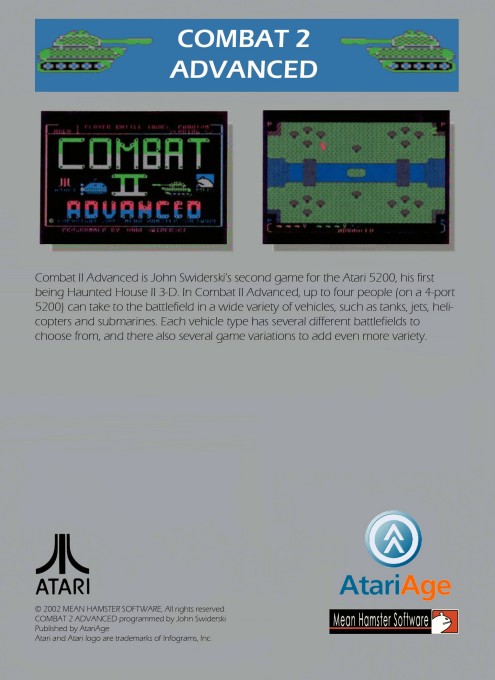 COMBAT 2
ADVANCED
COMBAT
II
ADVANCED
Combat II Advanced is John Swiderski's second game for the Atari 5200, his first
being Haunted House II 3-D. In Combat II Advanced, up to four people (on a 4-port
5200) can take to the battlefield in a wide variety of vehicles, such as tanks, jets, heli-
copters and submarines. Each vehicle type has several different battlefields to
choose from, and there also several game variations to add even more variety.
ATARI
AtariAge
© 2002 MEAN HAMSTER SOFTWARE, All rights reserved.
COMBAT 2 ADVANCED programmed by John Swiderski
Published by AtariAge
Atari and Atari logo are trademarks of Infograms, Inc
Mean Hamster Software